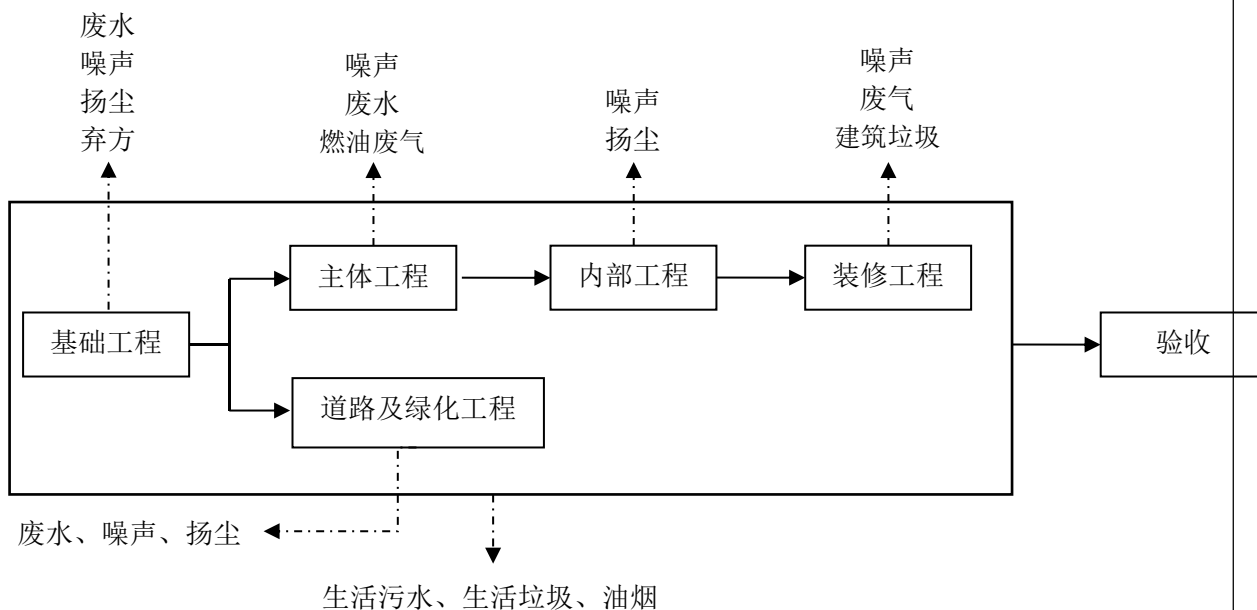 废水
噪声
扬尘
弃方
噪声
废水
燃油废气
噪声
扬尘
噪声
废气
建筑垃圾
主体工程
内部工程
装修工程
基础工程
验收
道路及绿化工程
废水、噪声、扬尘
生活污水、生活垃圾、油烟